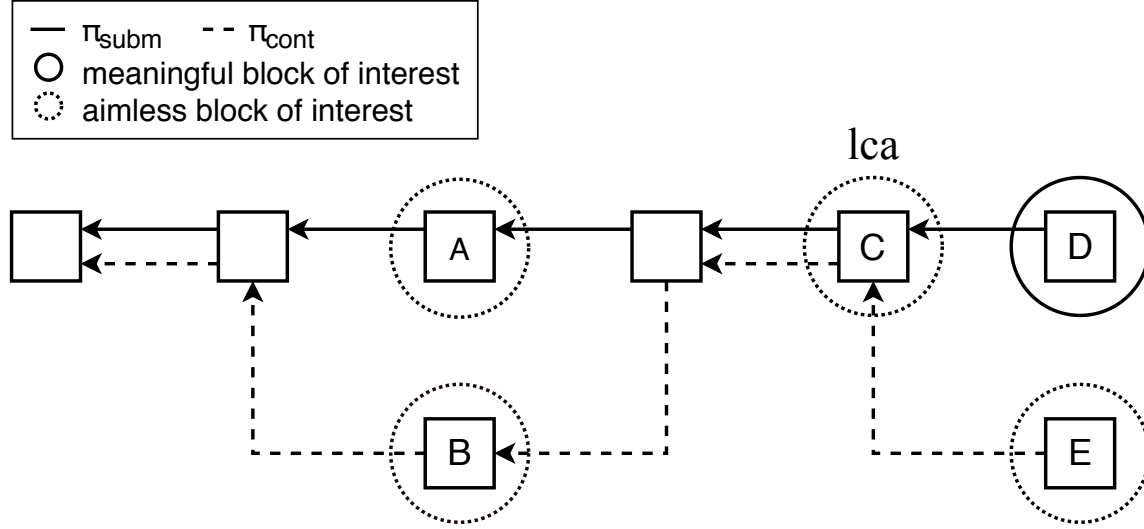 π_subm π_cont
meaningful block of interest
aimless block of interest
lca
A C D
B E